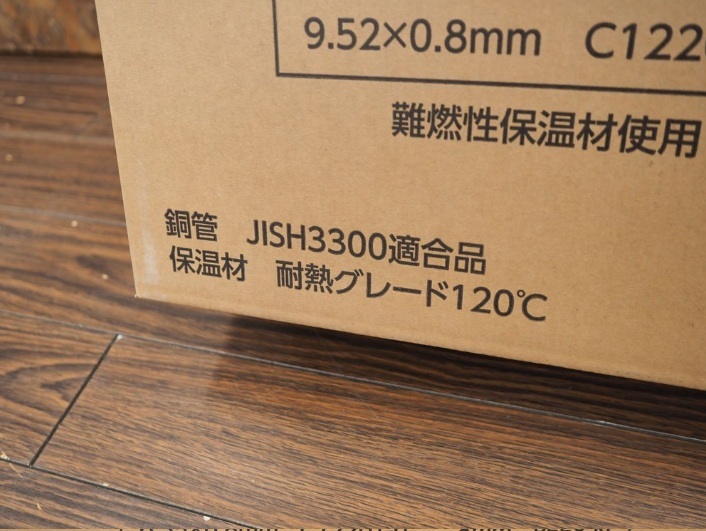 9.52×0.8mm C122
難燃性保温材使用
銅管 JISH3300適合品
保温材 耐熱グレード120℃